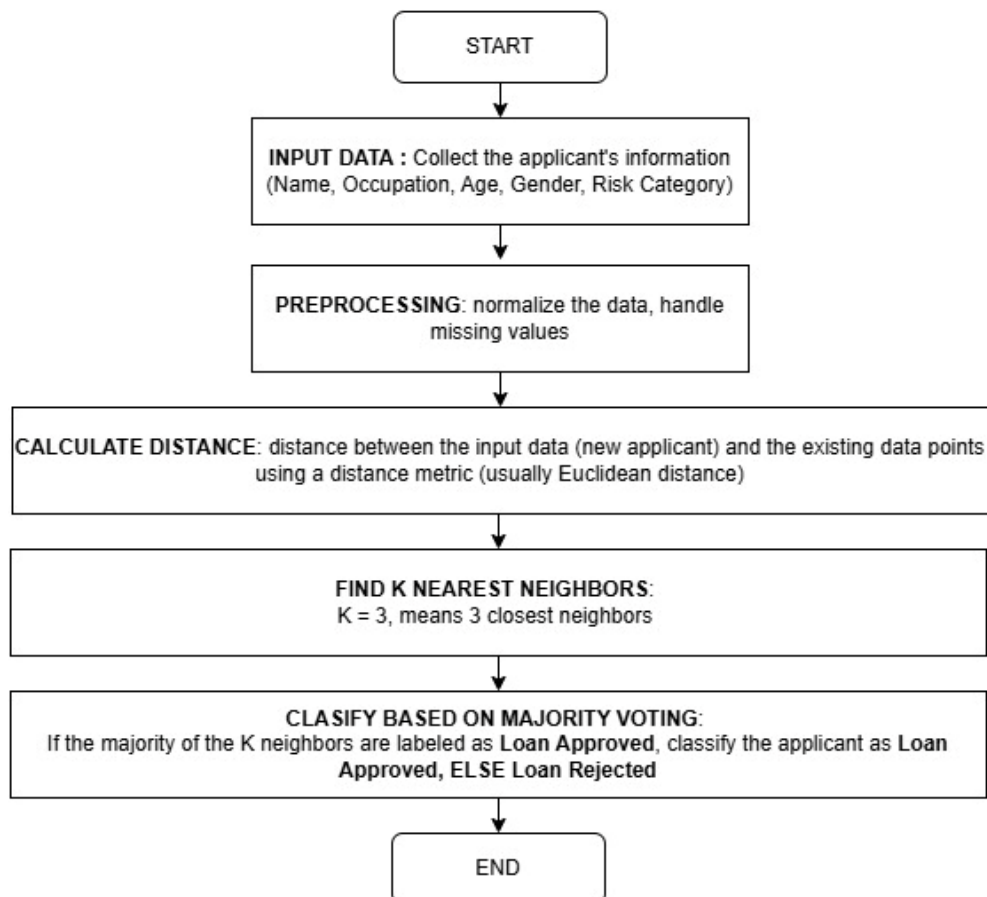 START
INPUT DATA : Collect the applicant's information
(Name, Occupation, Age, Gender, Risk Category)
PREPROCESSING: normalize the data, handle
missing values
CALCULATE DISTANCE: distance between the input data (new applicant) and the existing data points
using a distance metric (usually Euclidean distance)
FIND K NEAREST NEIGHBORS:
K = 3, means 3 closest neighbors
CLASIFY BASED ON MAJORITY VOTING:
If the majority of the K neighbors are labeled as Loan Approved, classify the applicant as Loan
Approved, ELSE Loan Rejected
END